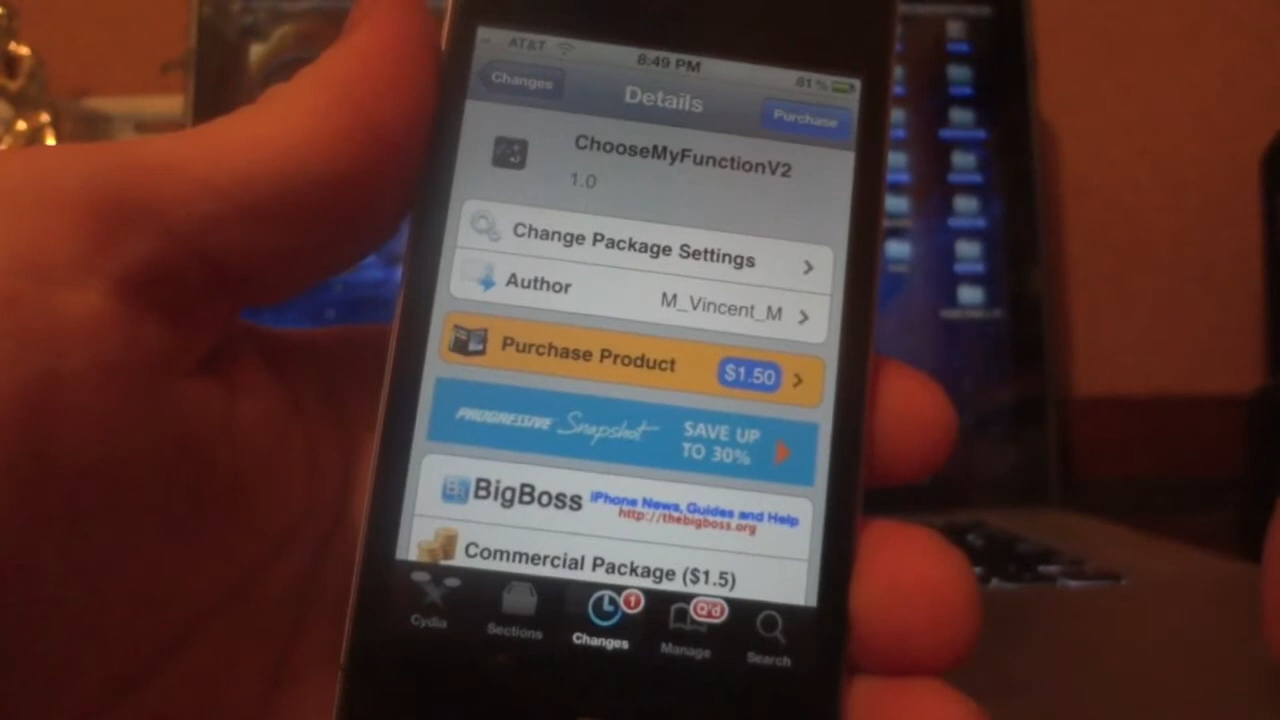 AT&T 8:49 PM 81%
Changes Details Purchase
ChooseMyFunctionV2
1.0
Change Package Settings
Author M_Vincent_M
Purchase Product $1.50
PROGRESSIVE Snapshot SAVE UP
TO 30%
BigBoss iPhone News, Guides and Help
http://thebigboss.org
Commercial Package ($1.5)
1 Q'd
Cydia Sections Changes Manage Search